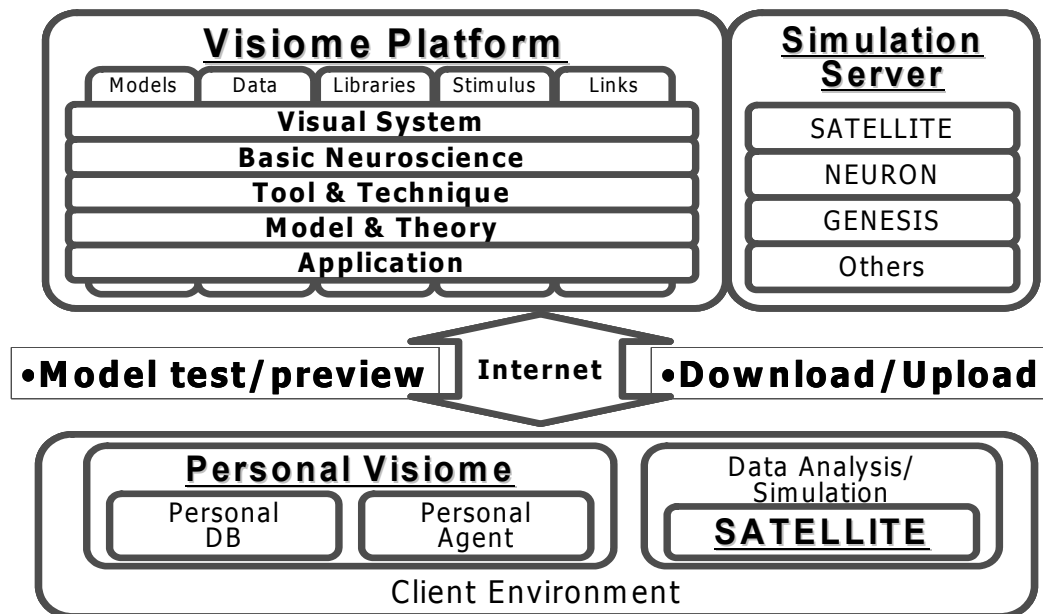 Visiome Platform
Models Data Libraries Stimulus Links
Visual System
Basic Neuroscience
Tool & Technique
Model & Theory
Application
Simulation
Server
SATELLITE
NEURON
GENESIS
Others
•Model test/preview
Internet
•Download/Upload
Personal Visiome
Personal
DB
Personal
Agent
Data Analysis/
Simulation
SATELLITE
Client Environment